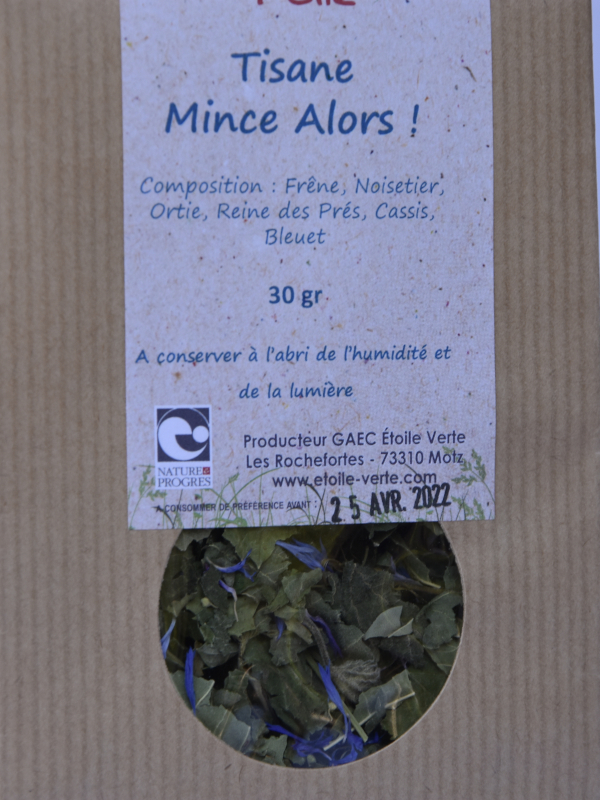 Tisane
Mince Alors !
Composition : Frêne, Noisetier,
Ortie, Reine des Prés, Cassis,
Bleuet
30 gr
A conserver à l'abri de l'humidité et
de la lumière
NATURE &
PROGRES
Producteur GAEC Étoile Verte
Les Rochefortes - 73310 Motz
www.etoile-verte.com
A CONSOMMER DE PRÉFÉRENCE AVANT : 25 AVR. 2022